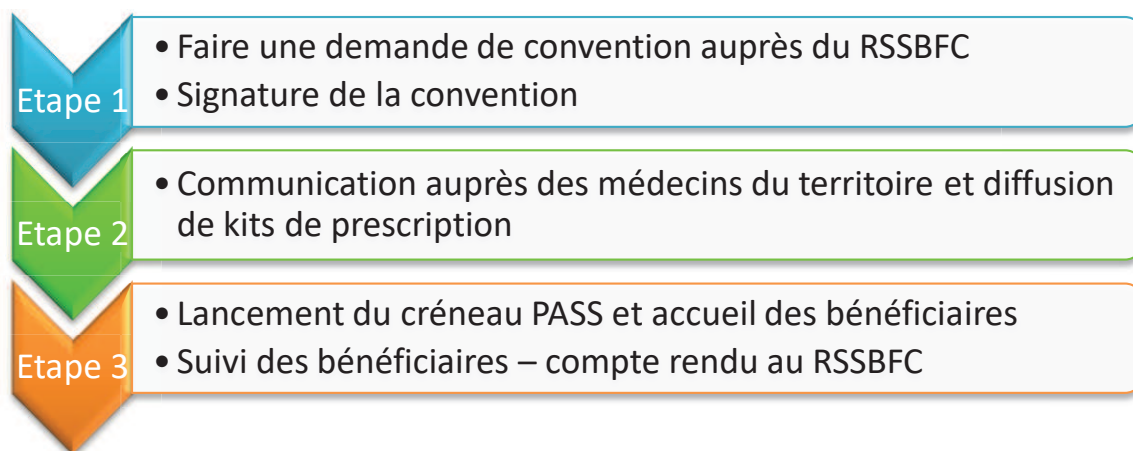 Etape 1
• Faire une demande de convention auprès du RSSBFC
• Signature de la convention
Etape 2
• Communication auprès des médecins du territoire et diffusion
de kits de prescription
Etape 3
• Lancement du créneau PASS et accueil des bénéficiaires
• Suivi des bénéficiaires – compte rendu au RSSBFC